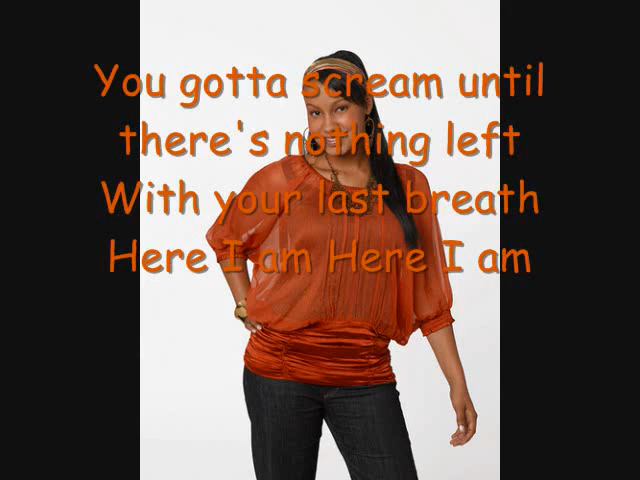 You gotta scream until
there's nothing left
With your last breath
Here I am Here I am